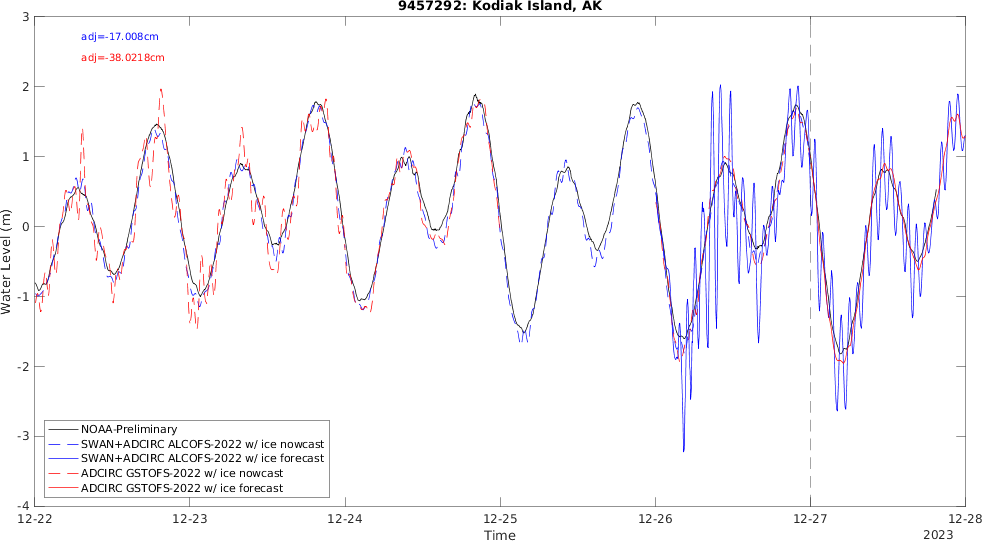 9457292: Kodiak Island, AK
3
adj=-17.008cm
adj=-38.0218cm
2
1
0
-1
-2
-3
-4
Water Level (m)
NOAA-Preliminary
SWAN+ADCIRC ALCOFS-2022 w/ ice nowcast
SWAN+ADCIRC ALCOFS-2022 w/ ice forecast
ADCIRC GSTOFS-2022 w/ ice nowcast
ADCIRC GSTOFS-2022 w/ ice forecast
12-22 12-23 12-24 12-25 12-26 12-27 12-28
Time
2023